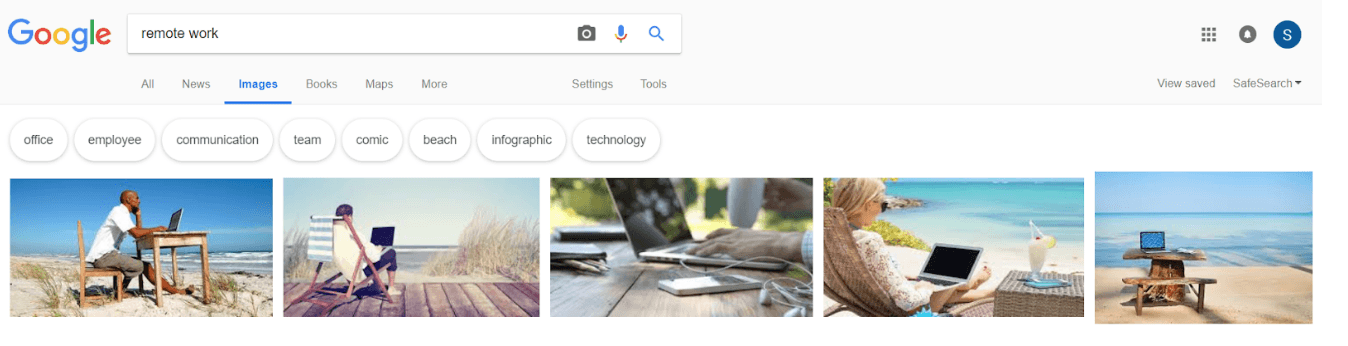 Google
remote work
S
All News Images Books Maps More Settings Tools View saved SafeSearch
office employee communication team comic beach infographic technology